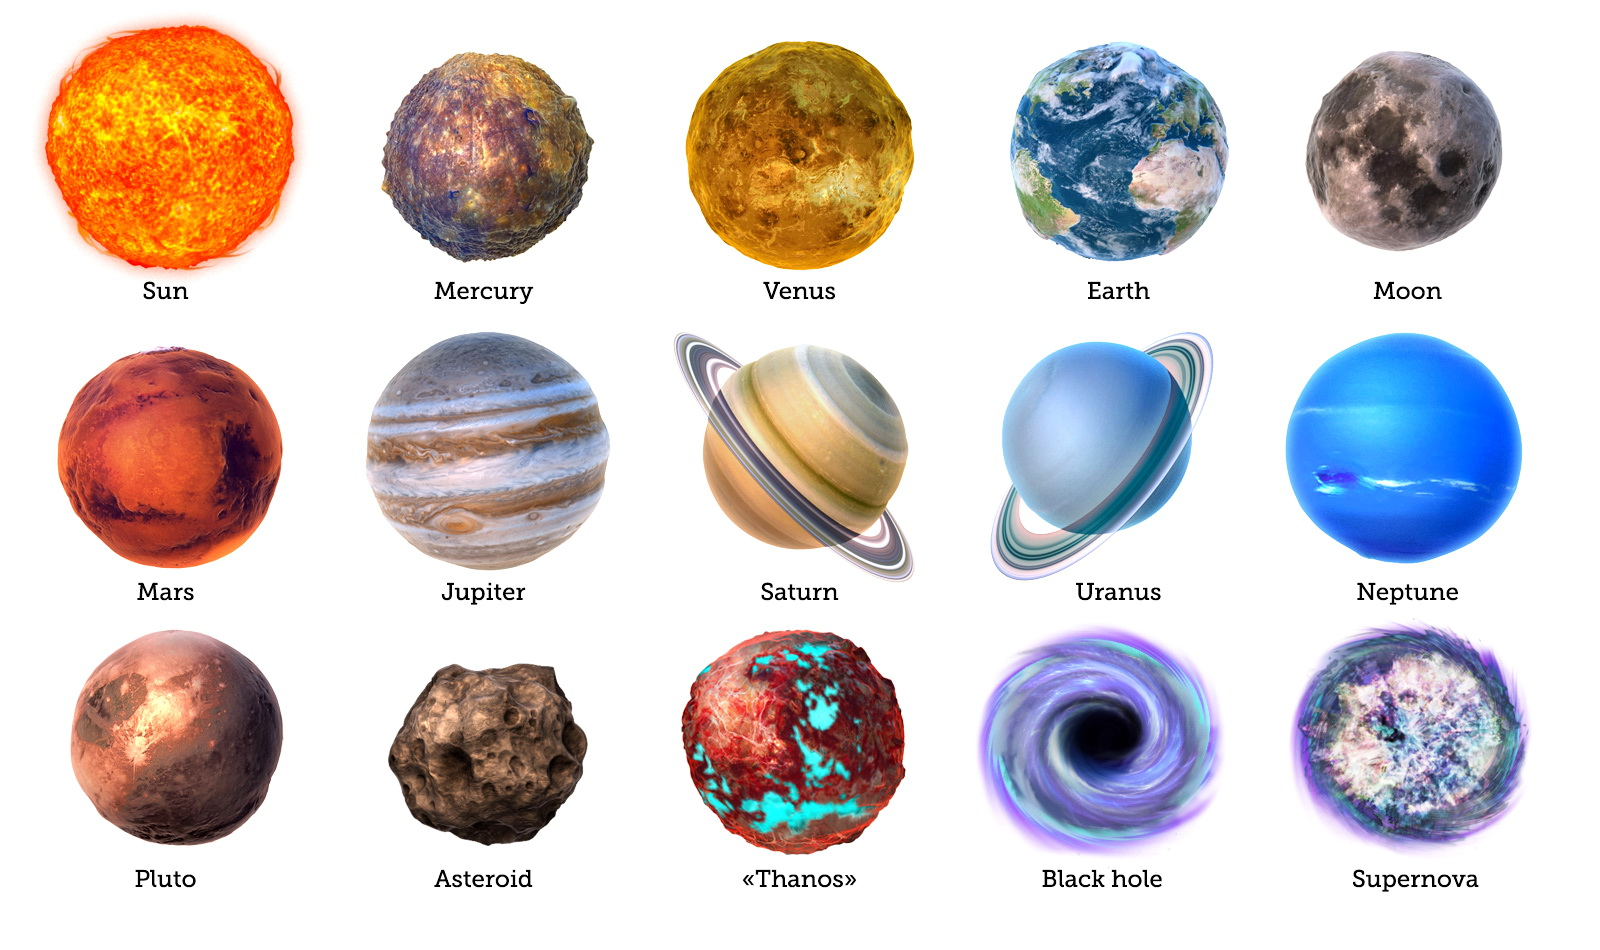 Sun
Mercury
Venus
Earth
Moon
Mars
Jupiter
Saturn
Uranus
Neptune
Pluto
Asteroid
«Thanos»
Black hole
Supernova